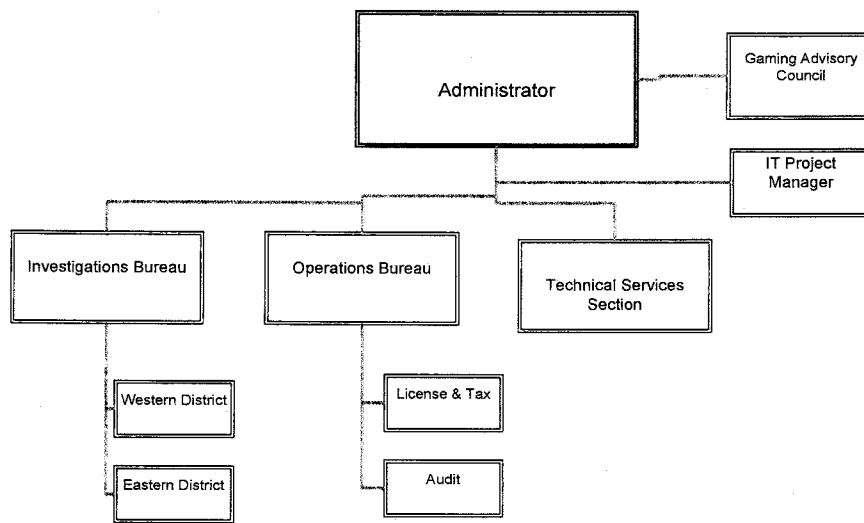 Administrator
Gaming Advisory
Council
IT Project
Manager
Investigations Bureau
Operations Bureau
Technical Services
Section
Western District
License & Tax
Eastern District
Audit